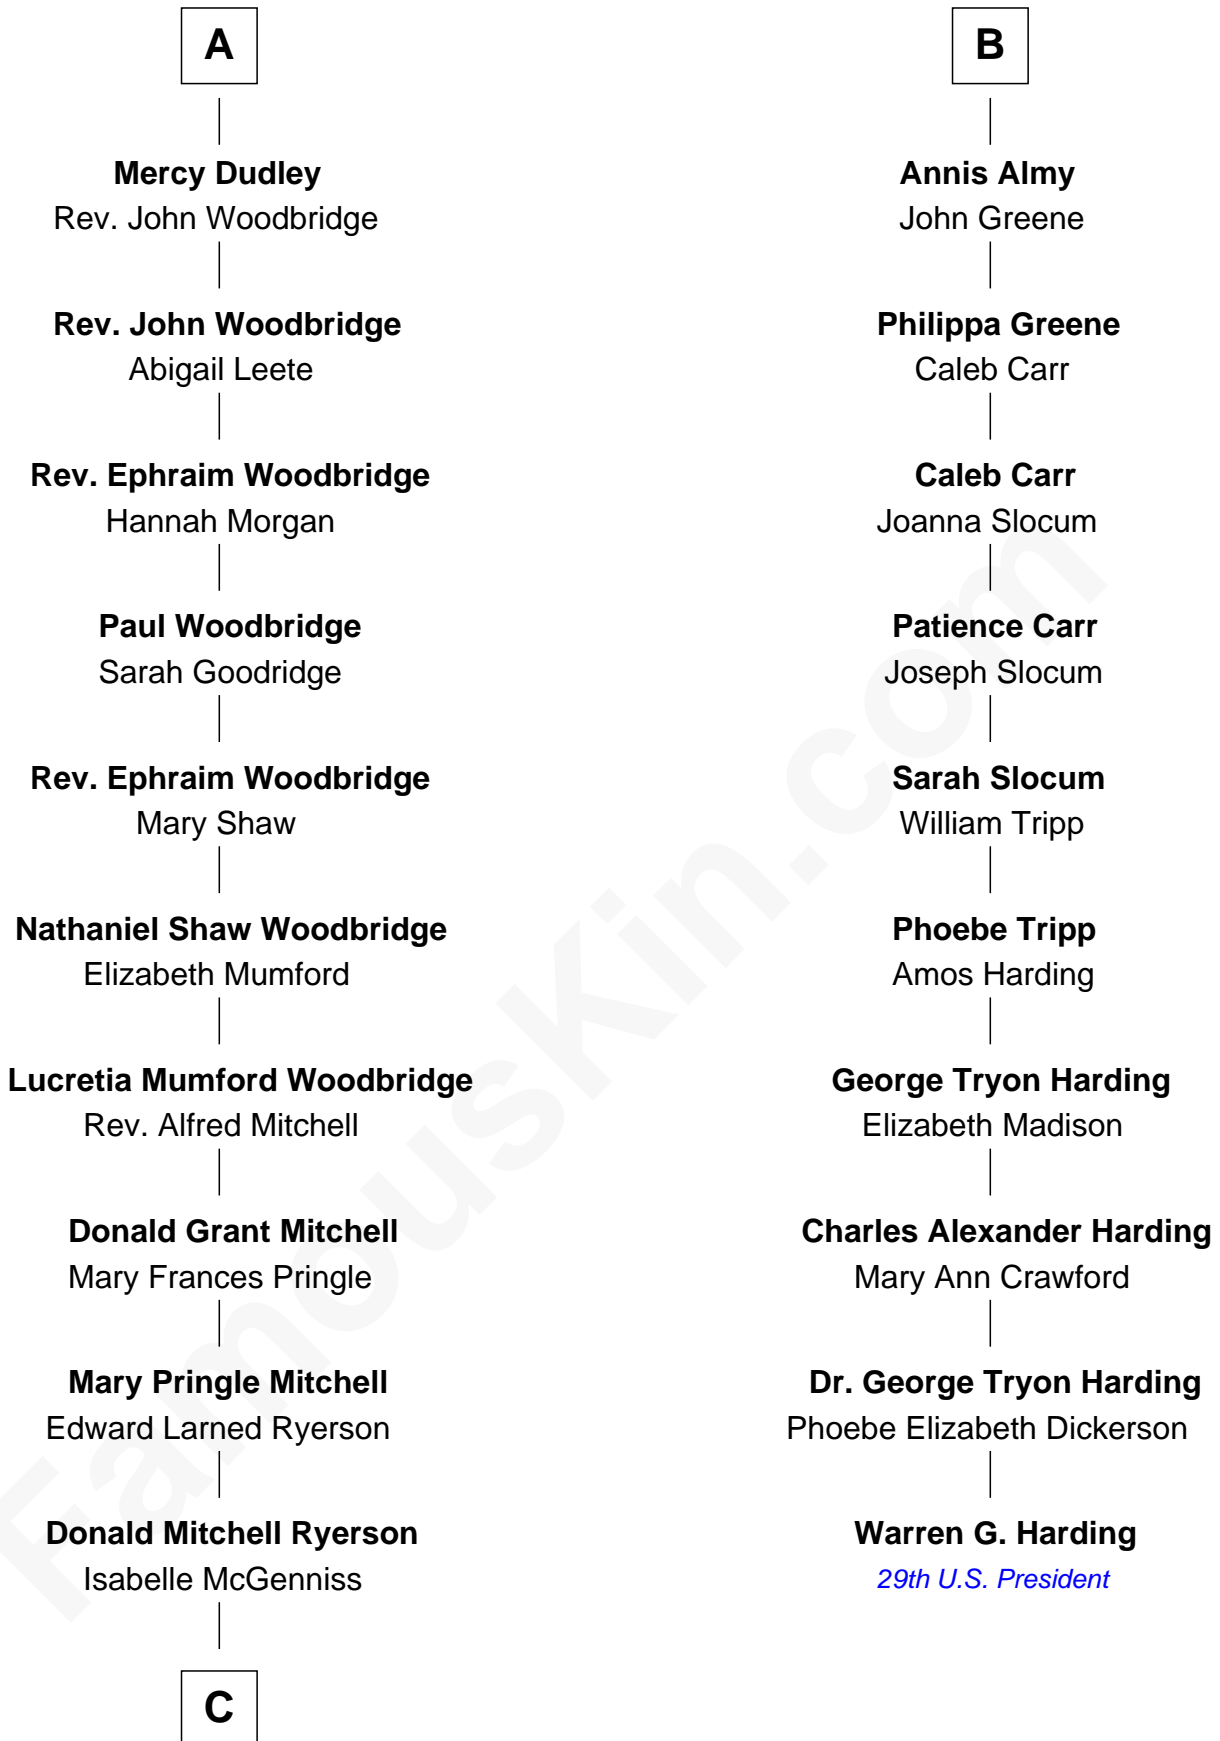 A
Mercy Dudley
Rev. John Woodbridge
Rev. John Woodbridge
Abigail Leete
Rev. Ephraim Woodbridge
Hannah Morgan
Paul Woodbridge
Sarah Goodridge
Rev. Ephraim Woodbridge
Mary Shaw
Nathaniel Shaw Woodbridge
Elizabeth Mumford
Lucretia Mumford Woodbridge
Rev. Alfred Mitchell
Donald Grant Mitchell
Mary Frances Pringle
Mary Pringle Mitchell
Edward Larned Ryerson
Donald Mitchell Ryerson
Isabelle McGenniss
C
B
Annis Almy
John Greene
Philippa Greene
Caleb Carr
Caleb Carr
Joanna Slocum
Patience Carr
Joseph Slocum
Sarah Slocum
William Tripp
Phoebe Tripp
Amos Harding
George Tryon Harding
Elizabeth Madison
Charles Alexander Harding
Mary Ann Crawford
Dr. George Tryon Harding
Phoebe Elizabeth Dickerson
Warren G. Harding
29th U.S. President
FamousKin.com